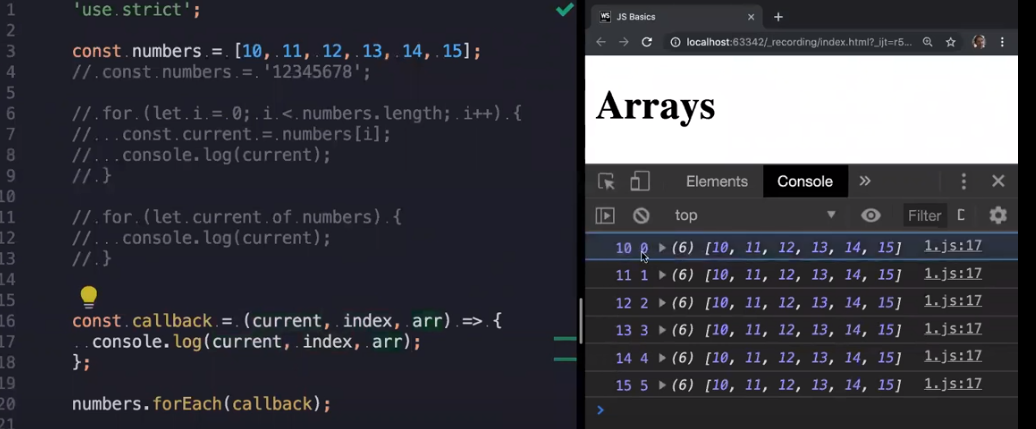 1 'use strict';
2
3 const numbers = [10, 11, 12, 13, 14, 15];
4 // const numbers = '12345678';
5
6 // for (let i = 0; i < numbers.length; i++) {
7 //   const current = numbers[i];
8 //   console.log(current);
9 // }
10
11 // for (let current of numbers) {
12 //   console.log(current);
13 // }
14
15
16 const callback = (current, index, arr) => {
17   console.log(current, index, arr);
18 };
19
20 numbers.forEach(callback);
21
WS JS Basics × +
localhost:63342/_recording/index.html?_ijt=r5...
Arrays
Elements Console »
top Filter D
10 0 ▶ (6) [10, 11, 12, 13, 14, 15] 1.js:17
11 1 ▶ (6) [10, 11, 12, 13, 14, 15] 1.js:17
12 2 ▶ (6) [10, 11, 12, 13, 14, 15] 1.js:17
13 3 ▶ (6) [10, 11, 12, 13, 14, 15] 1.js:17
14 4 ▶ (6) [10, 11, 12, 13, 14, 15] 1.js:17
15 5 ▶ (6) [10, 11, 12, 13, 14, 15] 1.js:17
>